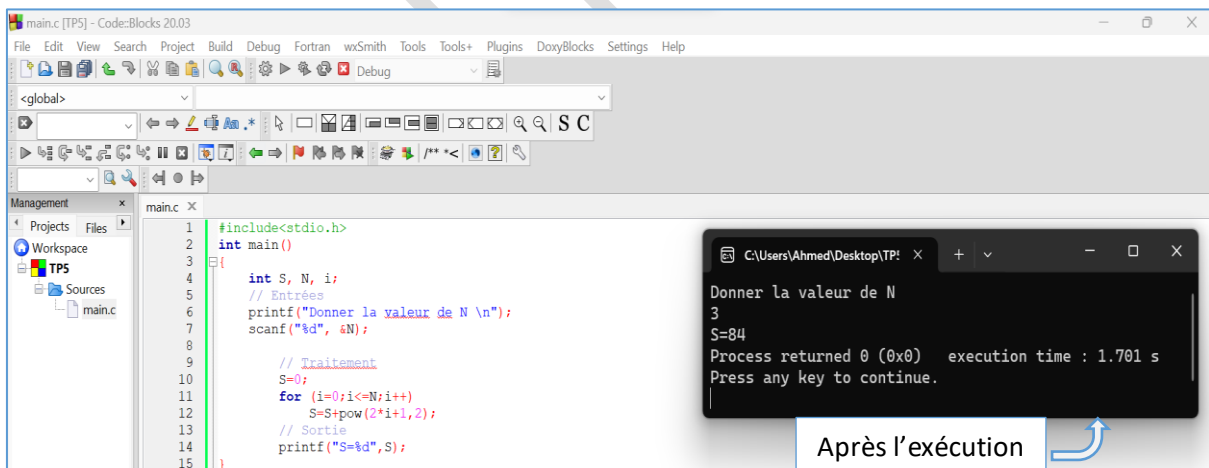 main.c [TP5] - Code::Blocks 20.03
File Edit View Search Project Build Debug Fortran wxSmith Tools Tools+ Plugins DoxyBlocks Settings Help
Debug
<global>
S C
/** *<
Management
main.c
Projects Files
Workspace
TP5
Sources
main.c
1 #include<stdio.h>
2 int main()
3 {
4 int S, N, i;
5 // Entrées
6 printf("Donner la valeur de N \n");
7 scanf("%d", &N);
8
9 // Traitement
10 S=0;
11 for (i=0;i<=N;i++)
12 S=S+pow(2*i+1,2);
13 // Sortie
14 printf("S=%d",S);
15 }
C:\Users\Ahmed\Desktop\TP!
Donner la valeur de N
3
S=84
Process returned 0 (0x0) execution time : 1.701 s
Press any key to continue.
Après l'exécution